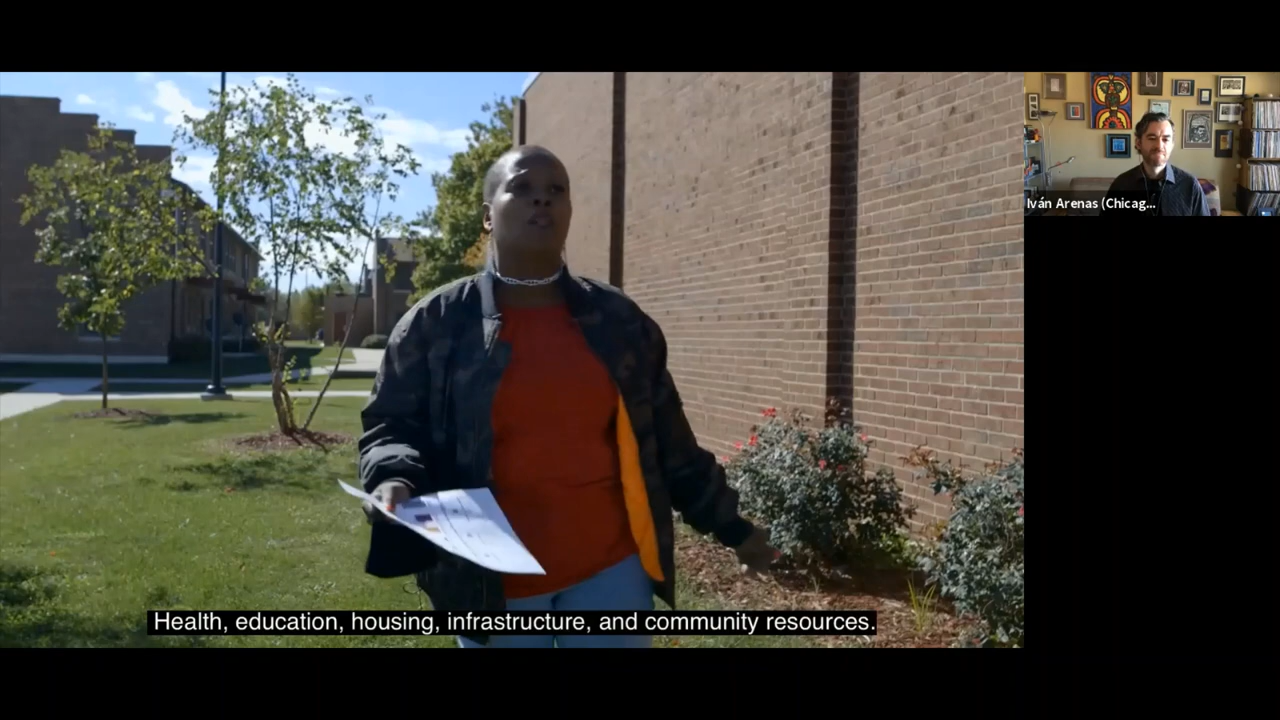 Iván Arenas (Chicag...
Health, education, housing, infrastructure, and community resources.